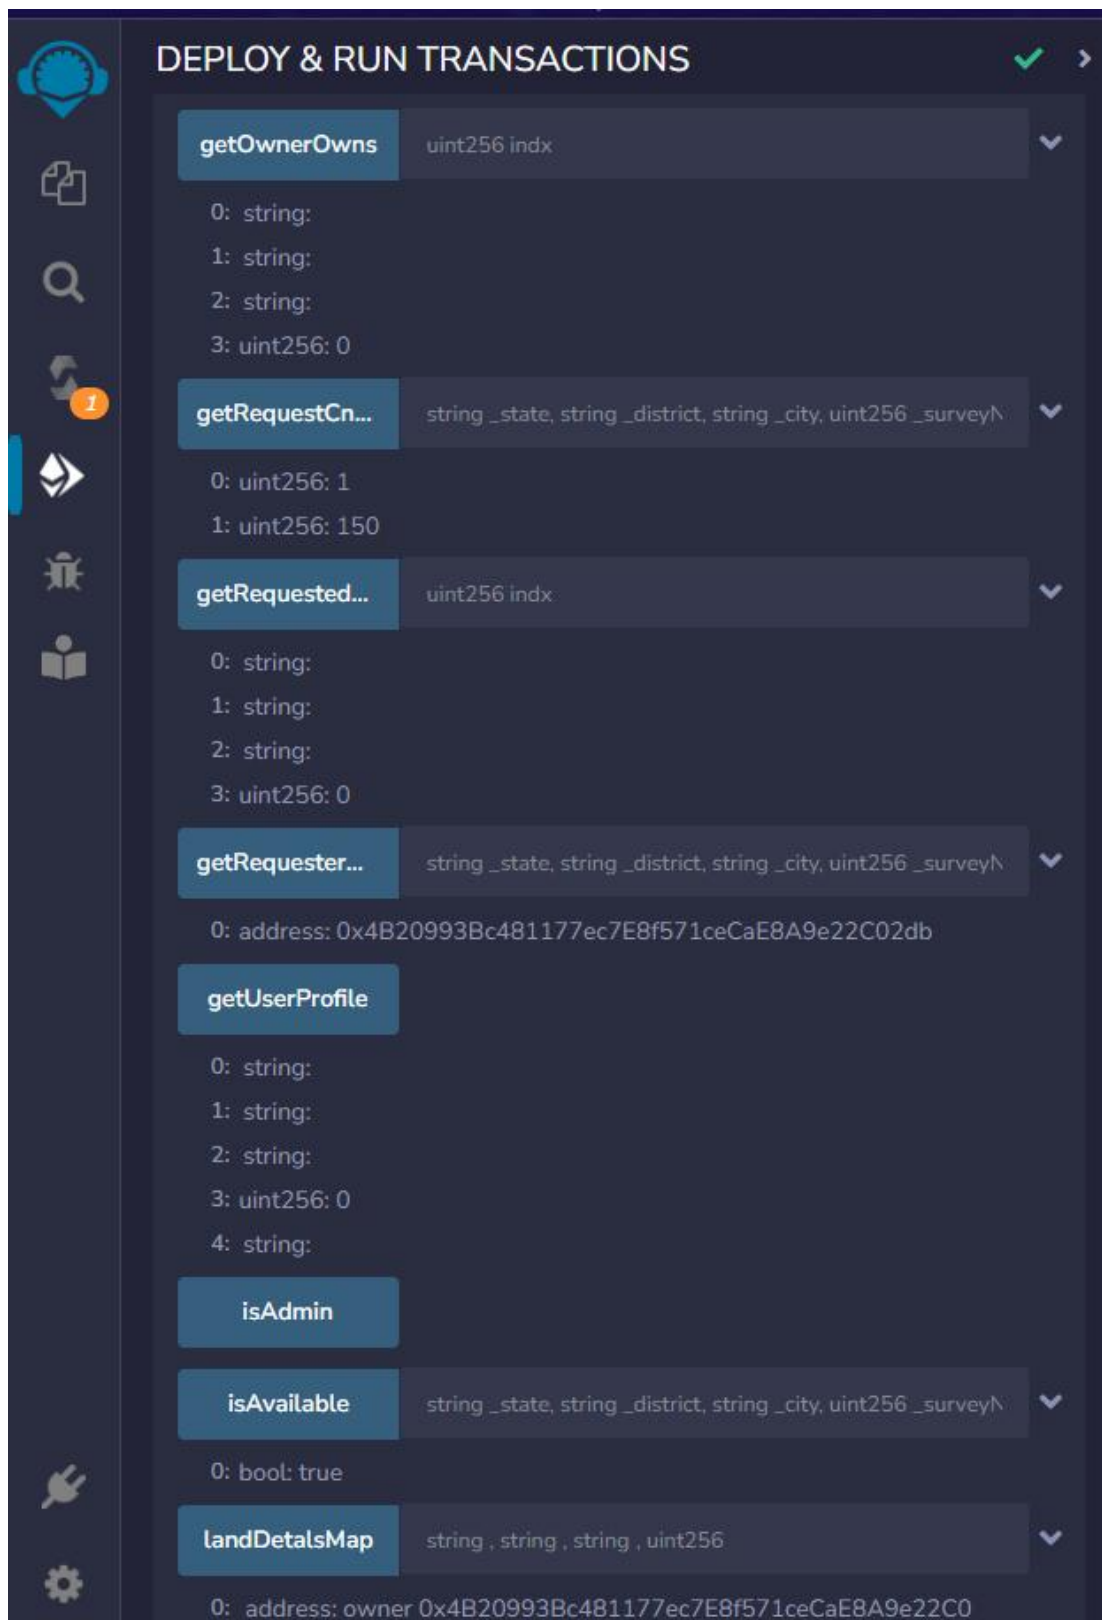 DEPLOY & RUN TRANSACTIONS
getOwnerOwns uint256 indx
0: string:
1: string:
2: string:
3: uint256: 0
getRequestCn... string _state, string _district, string _city, uint256 _surveyN
0: uint256: 1
1: uint256: 150
1
getRequested... uint256 indx
0: string:
1: string:
2: string:
3: uint256: 0
getRequester... string _state, string _district, string _city, uint256 _surveyN
0: address: 0x4B20993Bc481177ec7E8f571ceCaE8A9e22C02db
getUserProfile
0: string:
1: string:
2: string:
3: uint256: 0
4: string:
isAdmin
isAvailable string _state, string _district, string _city, uint256 _surveyN
0: bool: true
landDetalsMap string , string , string , uint256
0: address: owner 0x4B20993Bc481177ec7E8f571ceCaE8A9e22C0